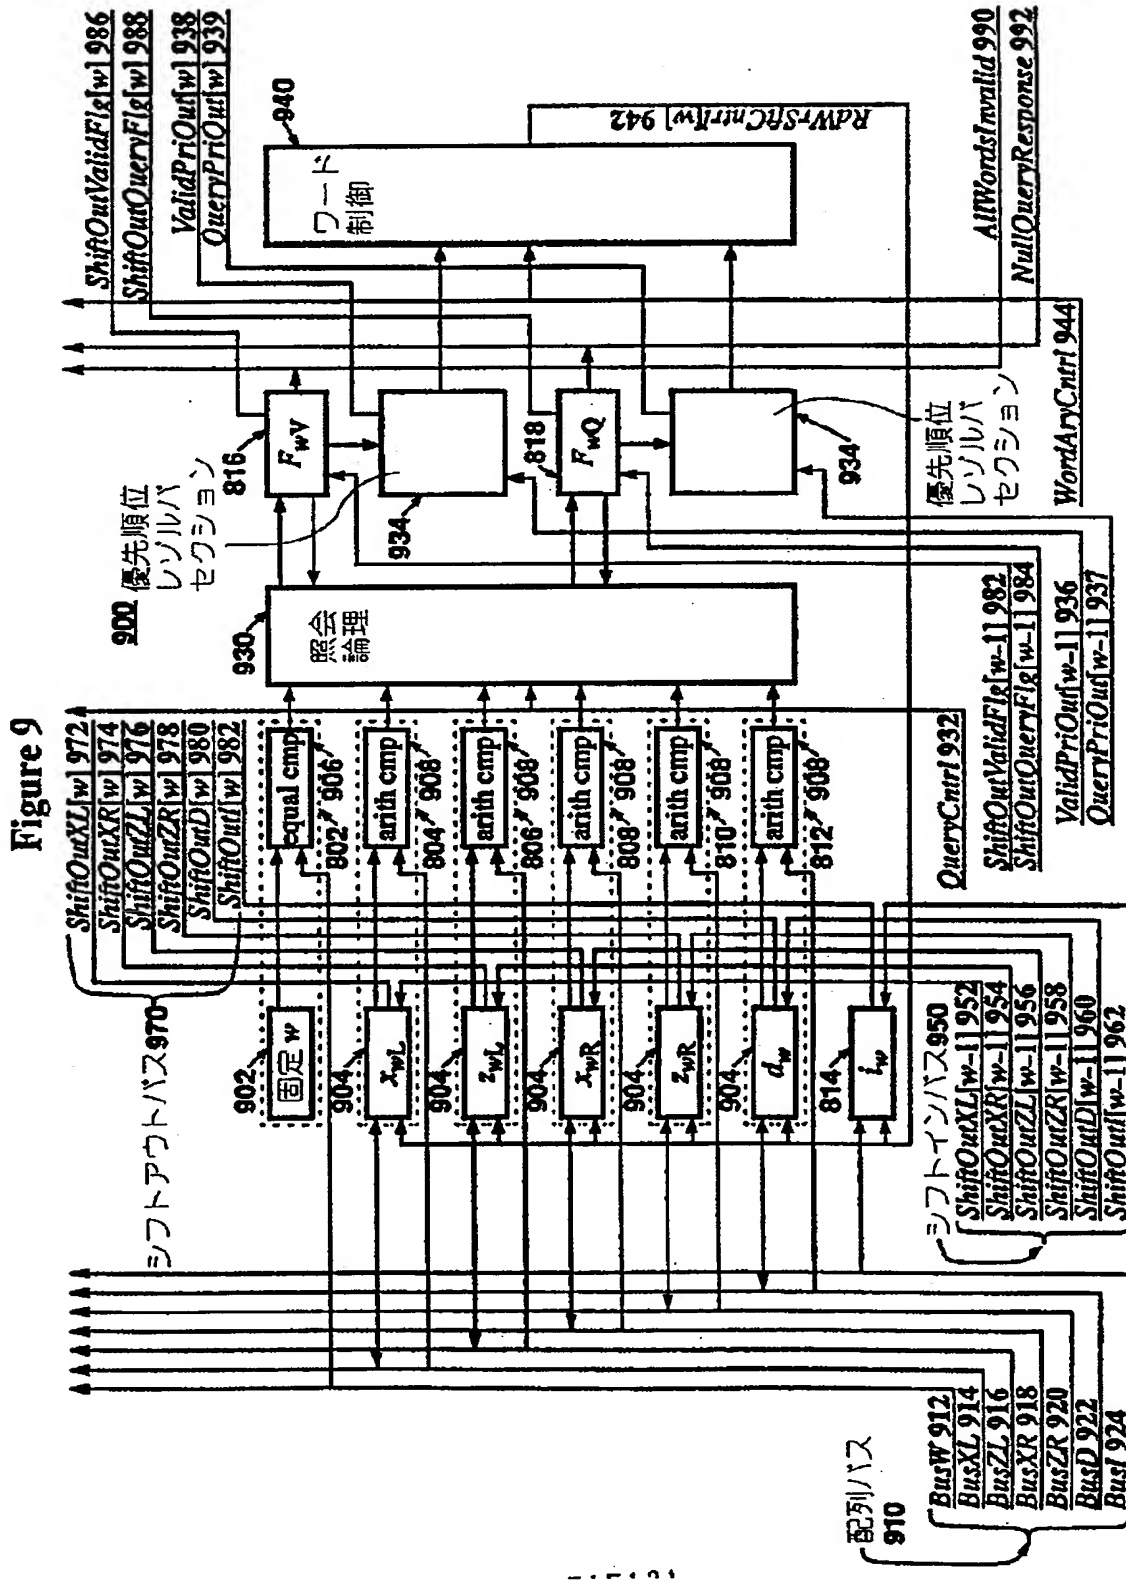 Figure 9
900
シフトアウトバス970
ShiftOutXL[w] 972
ShiftOutXR[w] 974
ShiftOutZL[w] 976
ShiftOutZR[w] 978
ShiftOutD[w] 980
ShiftOutI[w] 982
ShiftOutValidFlg[w] 986
ShiftOutQueryFlg[w] 988
ValidPriOut[w] 938
QueryPriOut[w] 939
902
固定 w
equal cmp
802
906
904
xwL
arith cmp
804
908
904
zwL
arith cmp
806
908
904
xwR
arith cmp
808
908
904
zwR
arith cmp
810
908
904
dw
arith cmp
812
908
814
iw
930
照会
論理
優先順位
レゾルバ
セクション
816
FwV
934
818
FwQ
934
優先順位
レゾルバ
セクション
940
ワード
制御
RdWrSftCntrl[w] 942
配列バス
910
BusW 912
BusXL 914
BusZL 916
BusXR 918
BusZR 920
BusD 922
BusI 924
シフトインバス950
ShiftOutXL[w-1] 952
ShiftOutXR[w-1] 954
ShiftOutZL[w-1] 956
ShiftOutZR[w-1] 958
ShiftOutD[w-1] 960
ShiftOutI[w-1] 962
QueryCntrl 932
ShiftOutValidFlg[w-1] 982
ShiftOutQueryFlg[w-1] 984
ValidPriOut[w-1] 936
QueryPriOut[w-1] 937
WordAryCntrl 944
AllWordsInvalid 990
NullQueryResponse 992